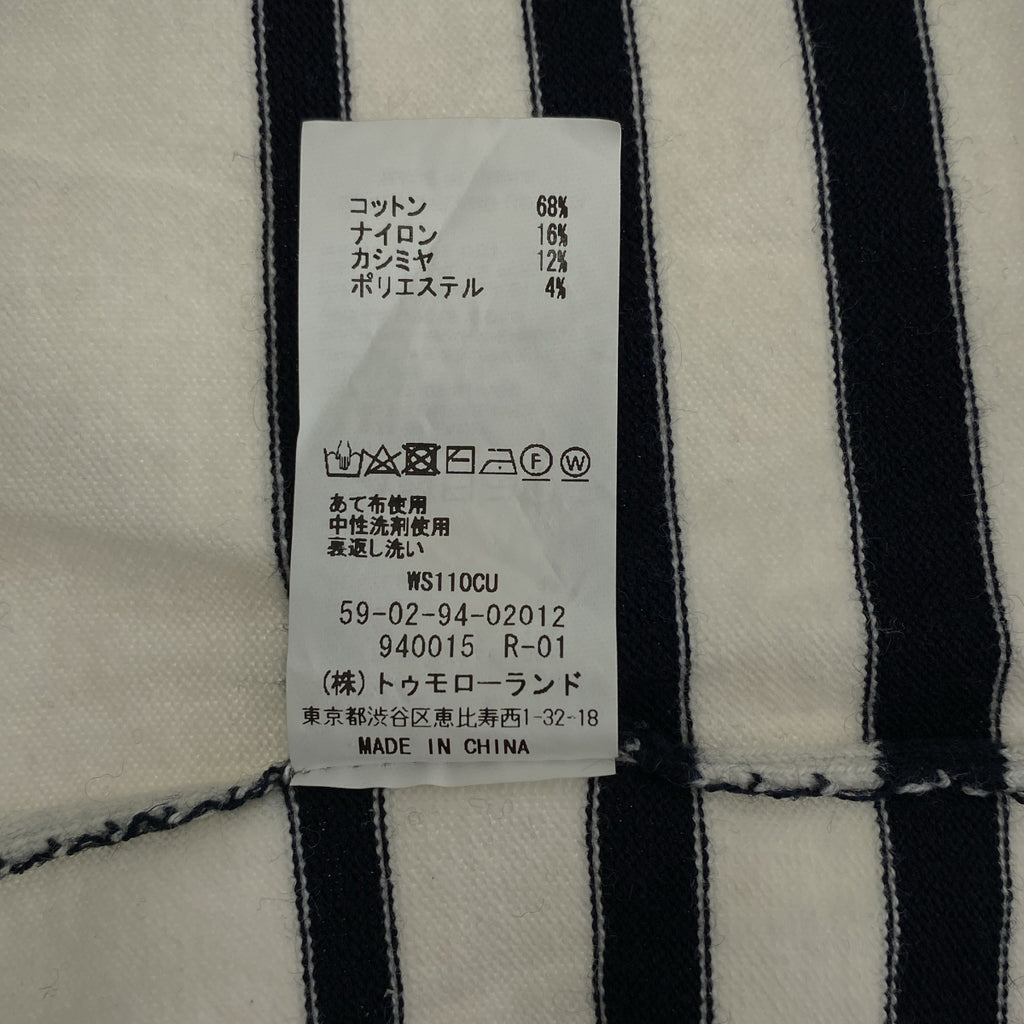 コットン 68%
ナイロン 16%
カシミヤ 12%
ポリエステル 4%
F W
あて布使用
中性洗剤使用
裏返し洗い
WS110CU
59-02-94-02012
940015 R-01
(株)トゥモローランド
東京都渋谷区恵比寿西1-32-18
MADE IN CHINA